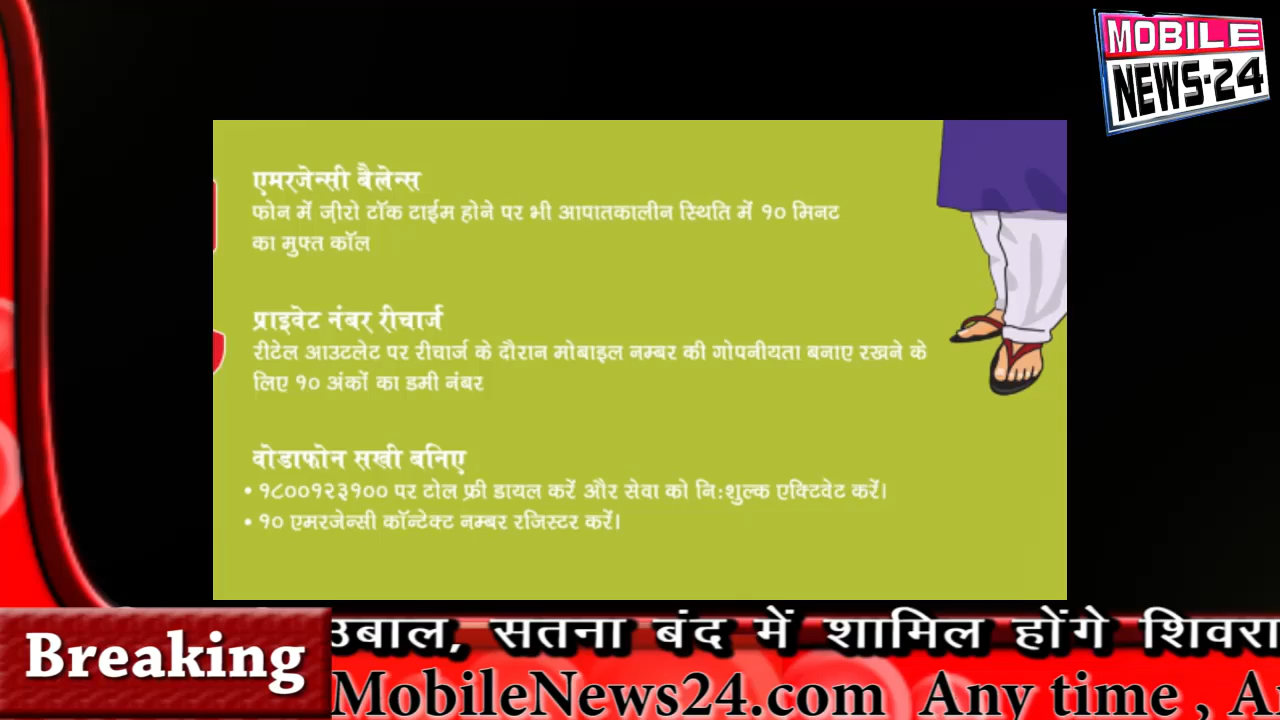 MOBILE
NEWS-24
एमरजेन्सी बैलेन्स
फोन में ज़ीरो टॉक टाईम होने पर भी आपातकालीन स्थिति में १० मिनट
का मुफ्त कॉल
प्राइवेट नंबर रीचार्ज
रीटेल आउटलेट पर रीचार्ज के दौरान मोबाइल नम्बर की गोपनीयता बनाए रखने के
लिए १० अंकों का डमी नंबर
वोडाफोन सखी बनिए
• १८००१२३१०० पर टोल फ्री डायल करें और सेवा को नि:शुल्क एक्टिवेट करें।
• १० एमरजेन्सी कॉन्टेक्ट नम्बर रजिस्टर करें।
Breaking
उबाल, सतना बंद में शामिल होंगे शिवरा
MobileNews24.com Any time ,